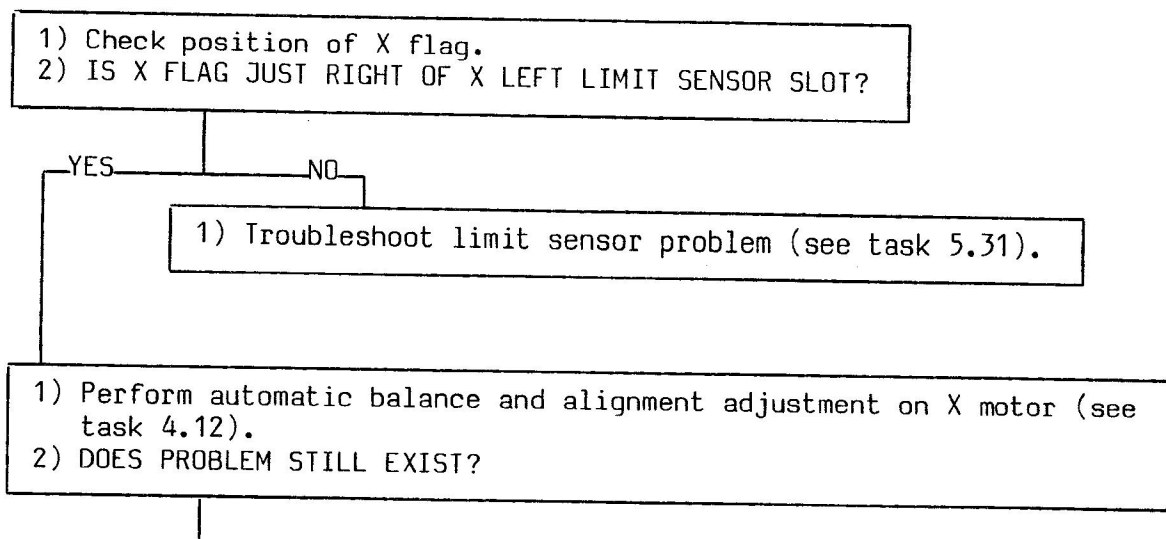 1) Check position of X flag.
2) IS X FLAG JUST RIGHT OF X LEFT LIMIT SENSOR SLOT?
YES NO
1) Troubleshoot limit sensor problem (see task 5.31).
1) Perform automatic balance and alignment adjustment on X motor (see
task 4.12).
2) DOES PROBLEM STILL EXIST?